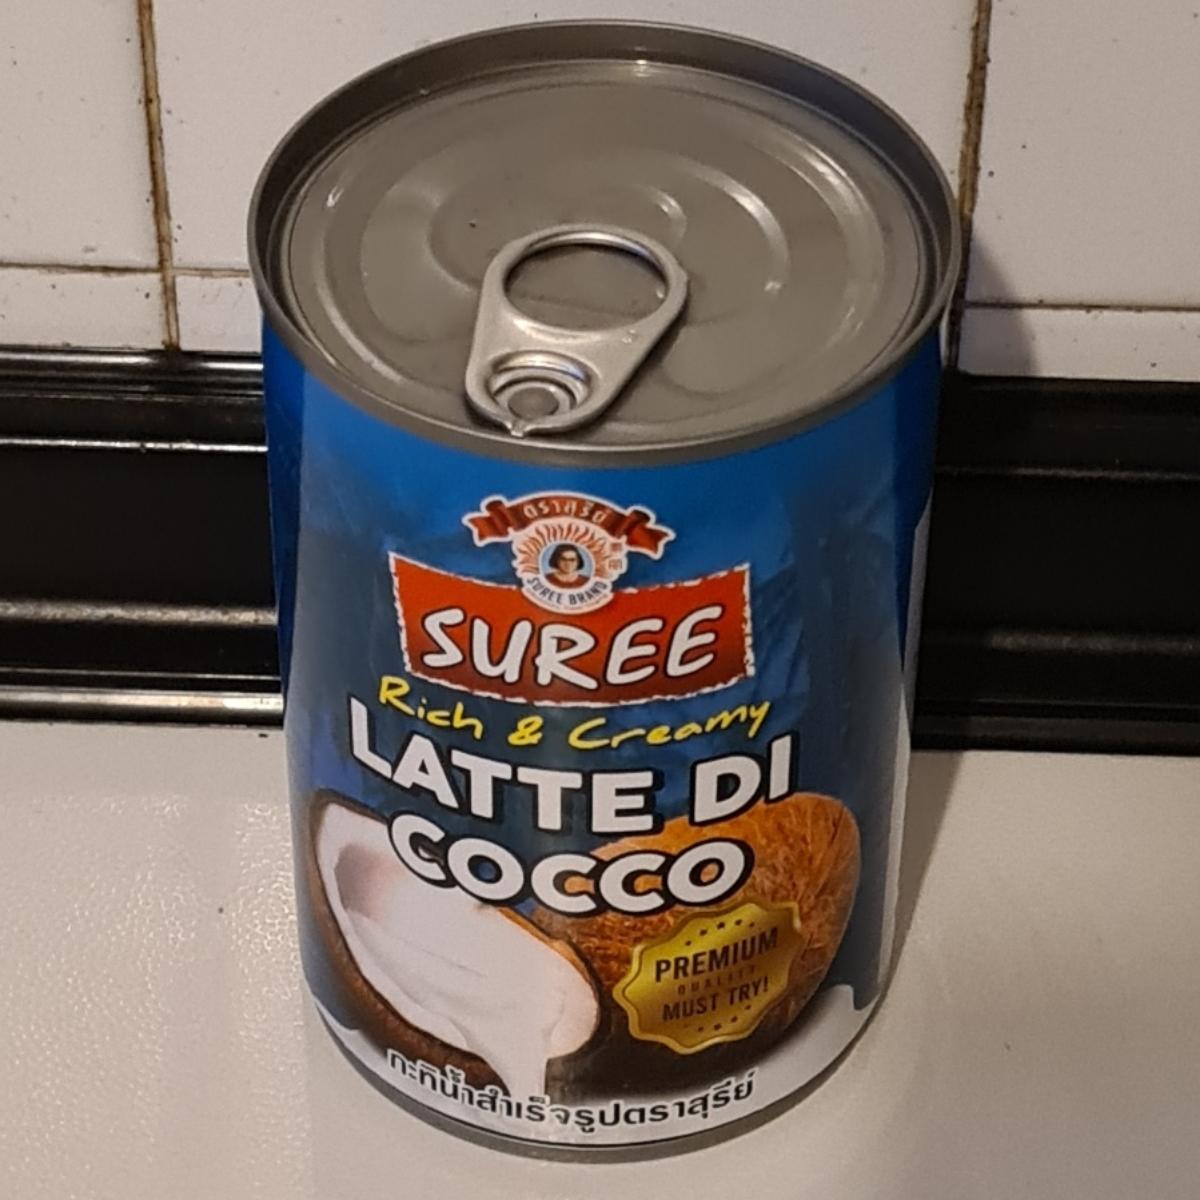 ตราสุรีย์
SUREE BRAND
SUREE
Rich & Creamy
LATTE DI
COCCO
PREMIUM
QUALITY
MUST TRY!
กะทิน้ำสำเร็จรูปตราสุรีย์